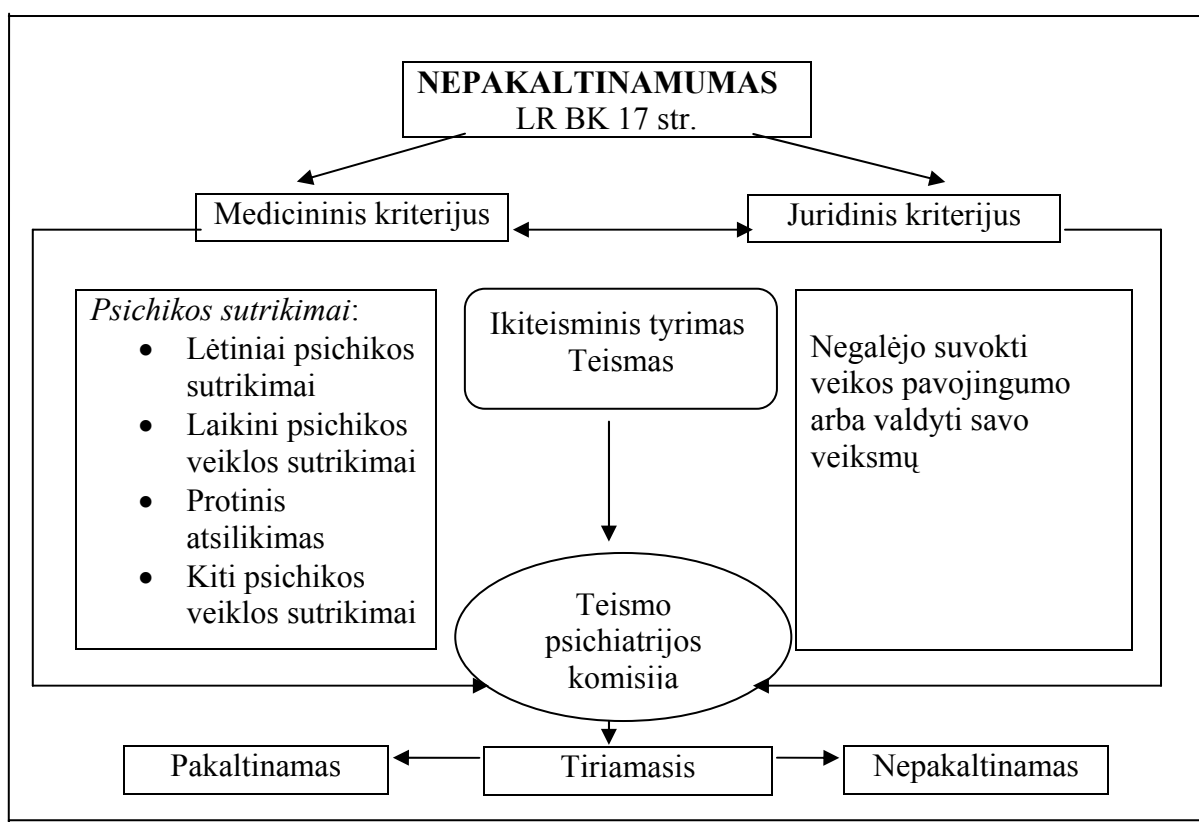 NEPAKALTINAMUMAS
LR BK 17 str.
Medicininis kriterijus
Juridinis kriterijus
Psichikos sutrikimai:
• Lėtiniai psichikos
sutrikimai
• Laikini psichikos
veiklos sutrikimai
• Protinis
atsilikimas
• Kiti psichikos
veiklos sutrikimai
Ikiteisminis tyrimas
Teismas
Negalėjo suvokti
veikos pavojingumo
arba valdyti savo
veiksmų
Teismo
psichiatrijos
komisija
Pakaltinamas
Tiriamasis
Nepakaltinamas